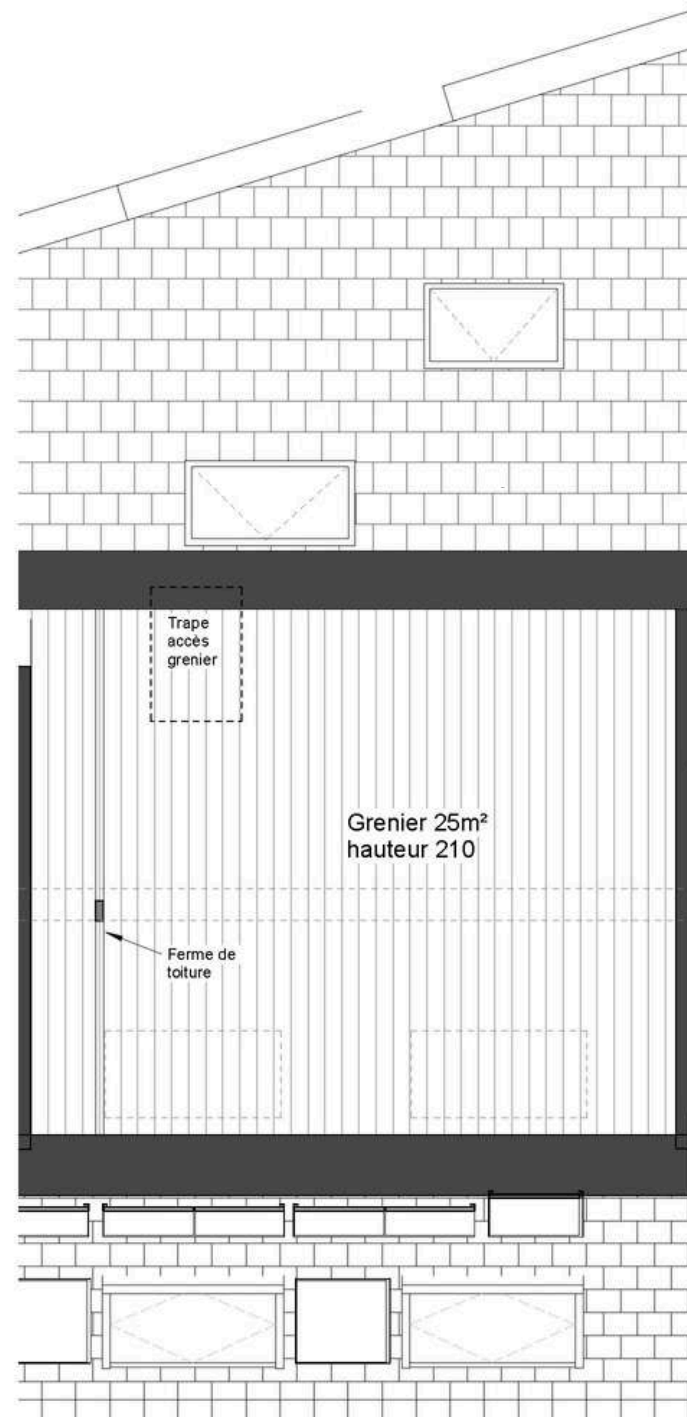 Trape
accès
grenier
Grenier 25m²
hauteur 210
Ferme de
toiture